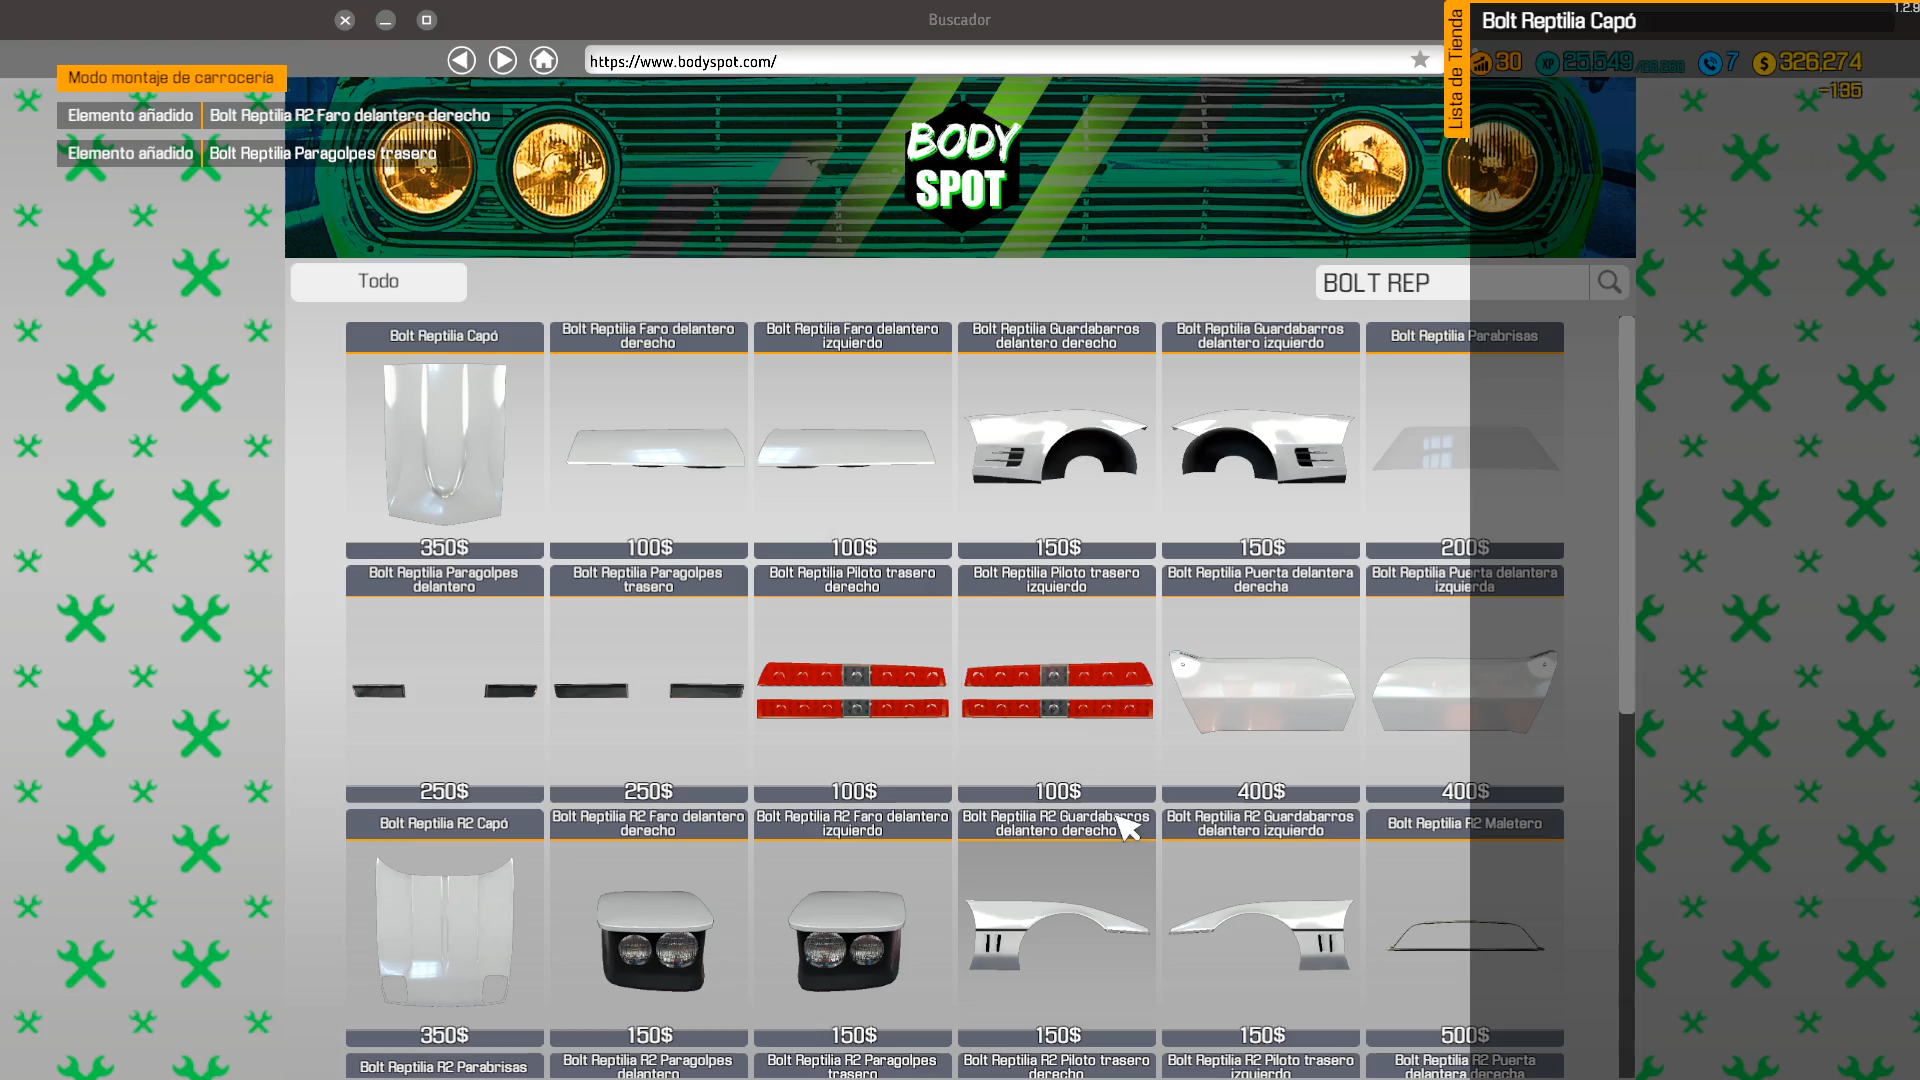 Buscador
Bolt Reptilia Capó
1.2.9
Lista de Tienda
https://www.bodyspot.com/
30
XP 25,549
7
$ 326,274
-135
Modo montaje de carrocería
Elemento añadido Bolt Reptilia R2 Faro delantero derecho
Elemento añadido Bolt Reptilia Paragolpes trasero
BODY
SPOT
Todo
BOLT REP
Bolt Reptilia Capó
Bolt Reptilia Faro delantero
derecho
Bolt Reptilia Faro delantero
izquierdo
Bolt Reptilia Guardabarros
delantero derecho
Bolt Reptilia Guardabarros
delantero izquierdo
Bolt Reptilia Parabrisas
350$
100$
100$
150$
150$
200$
Bolt Reptilia Paragolpes
delantero
Bolt Reptilia Paragolpes
trasero
Bolt Reptilia Piloto trasero
derecho
Bolt Reptilia Piloto trasero
izquierdo
Bolt Reptilia Puerta delantera
derecha
Bolt Reptilia Puerta delantera
izquierda
250$
250$
100$
100$
400$
400$
Bolt Reptilia R2 Capó
Bolt Reptilia R2 Faro delantero
derecho
Bolt Reptilia R2 Faro delantero
izquierdo
Bolt Reptilia R2 Guardabarros
delantero derecho
Bolt Reptilia R2 Guardabarros
delantero izquierdo
Bolt Reptilia R2 Maletero
350$
150$
150$
150$
150$
500$
Bolt Reptilia R2 Parabrisas
Bolt Reptilia R2 Paragolpes
delantero
Bolt Reptilia R2 Paragolpes
trasero
Bolt Reptilia R2 Piloto trasero
derecho
Bolt Reptilia R2 Piloto trasero
izquierdo
Bolt Reptilia R2 Puerta
delantera derecha